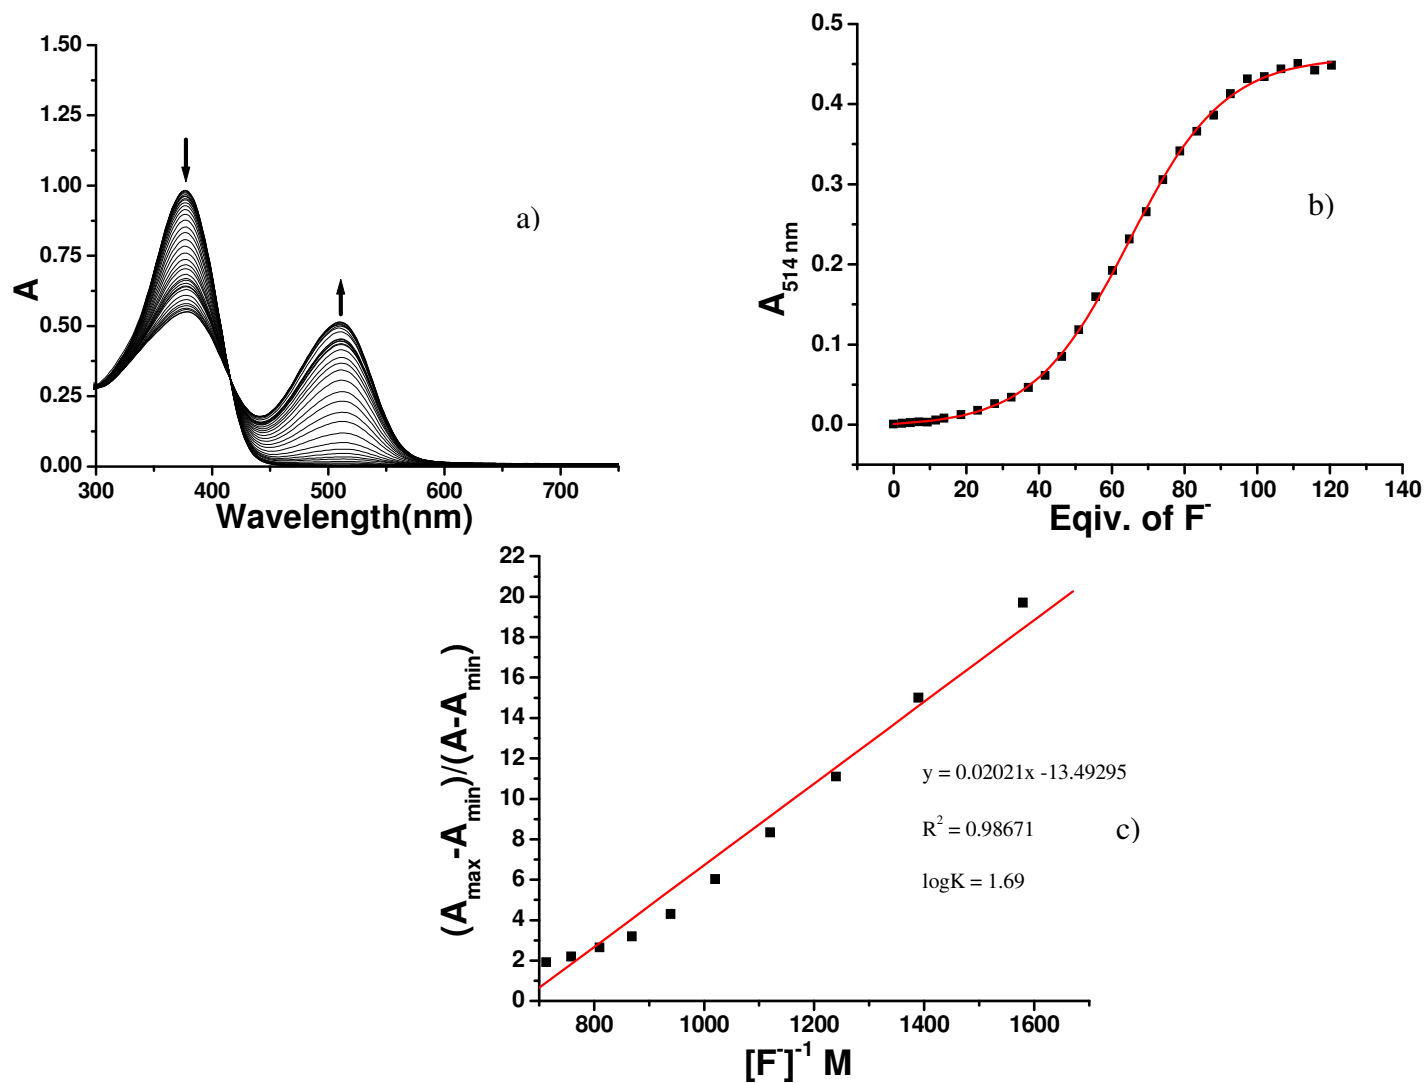 1.50
1.25
1.00
0.75
0.50
0.25
0.00
A
300 400 500 600 700
Wavelength(nm)
a)
0.5
0.4
0.3
0.2
0.1
0.0
A514 nm
0 20 40 60 80 100 120 140
Eqiv. of F-
b)
22
20
18
16
14
12
10
8
6
4
2
0
(Amax-Amin)/(A-Amin)
y = 0.02021x -13.49295
R2 = 0.98671
logK = 1.69
c)
800 1000 1200 1400 1600
[F-]-1 M